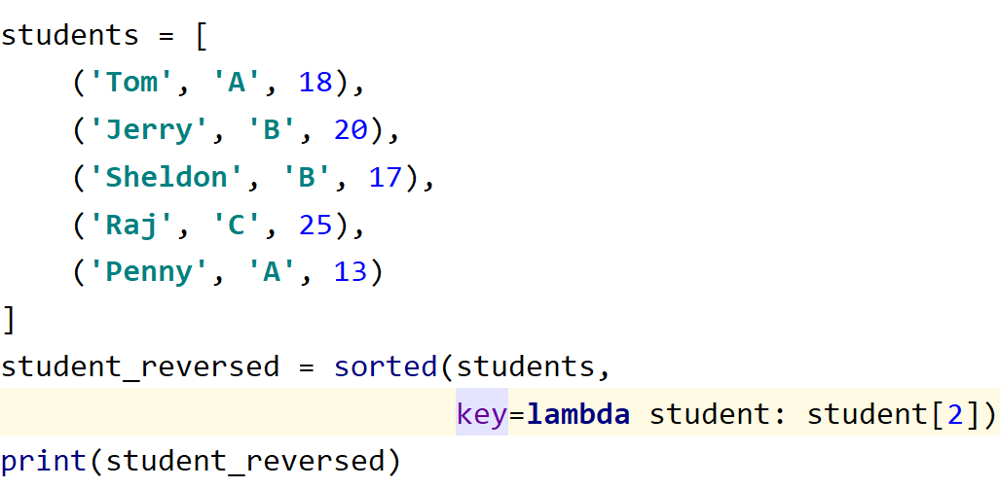 students = [
    ('Tom', 'A', 18),
    ('Jerry', 'B', 20),
    ('Sheldon', 'B', 17),
    ('Raj', 'C', 25),
    ('Penny', 'A', 13)
]
student_reversed = sorted(students,
                          key=lambda student: student[2])
print(student_reversed)